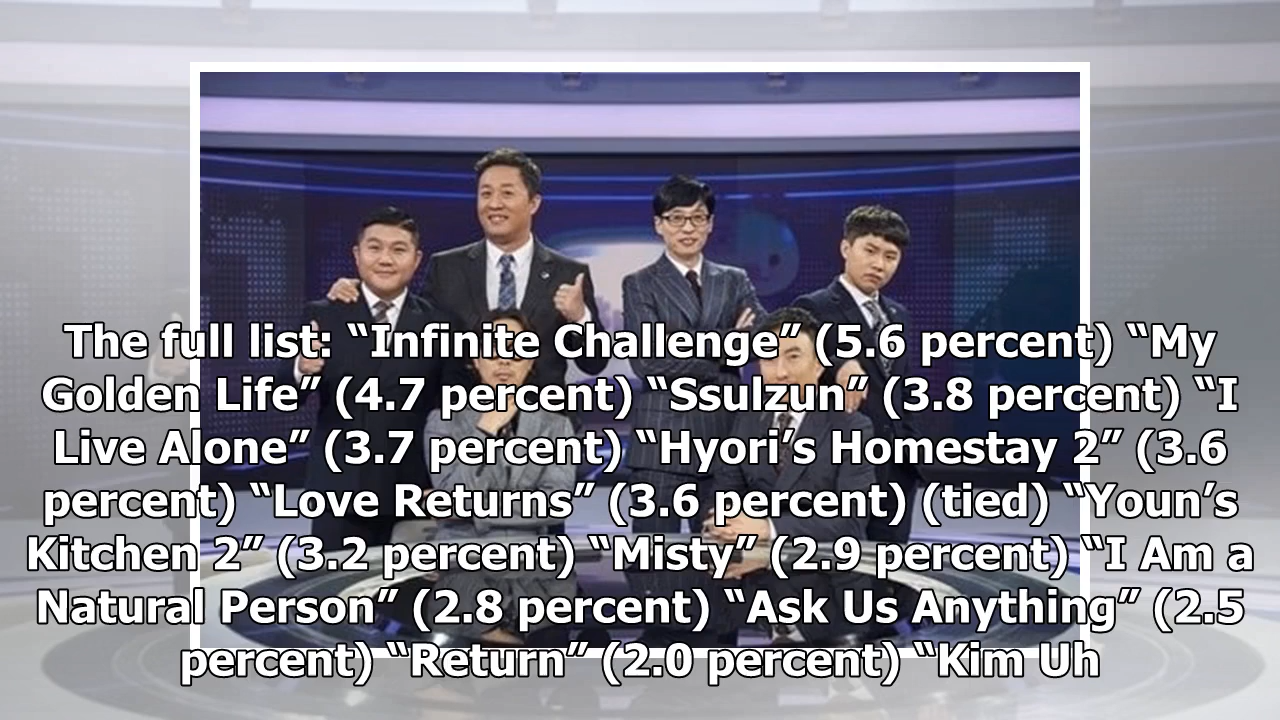 The full list: “Infinite Challenge” (5.6 percent) “My
Golden Life” (4.7 percent) “Ssulzun” (3.8 percent) “I
Live Alone” (3.7 percent) “Hyori’s Homestay 2” (3.6
percent) “Love Returns” (3.6 percent) (tied) “Youn’s
Kitchen 2” (3.2 percent) “Misty” (2.9 percent) “I Am a
Natural Person” (2.8 percent) “Ask Us Anything” (2.5
percent) “Return” (2.0 percent) “Kim Uh